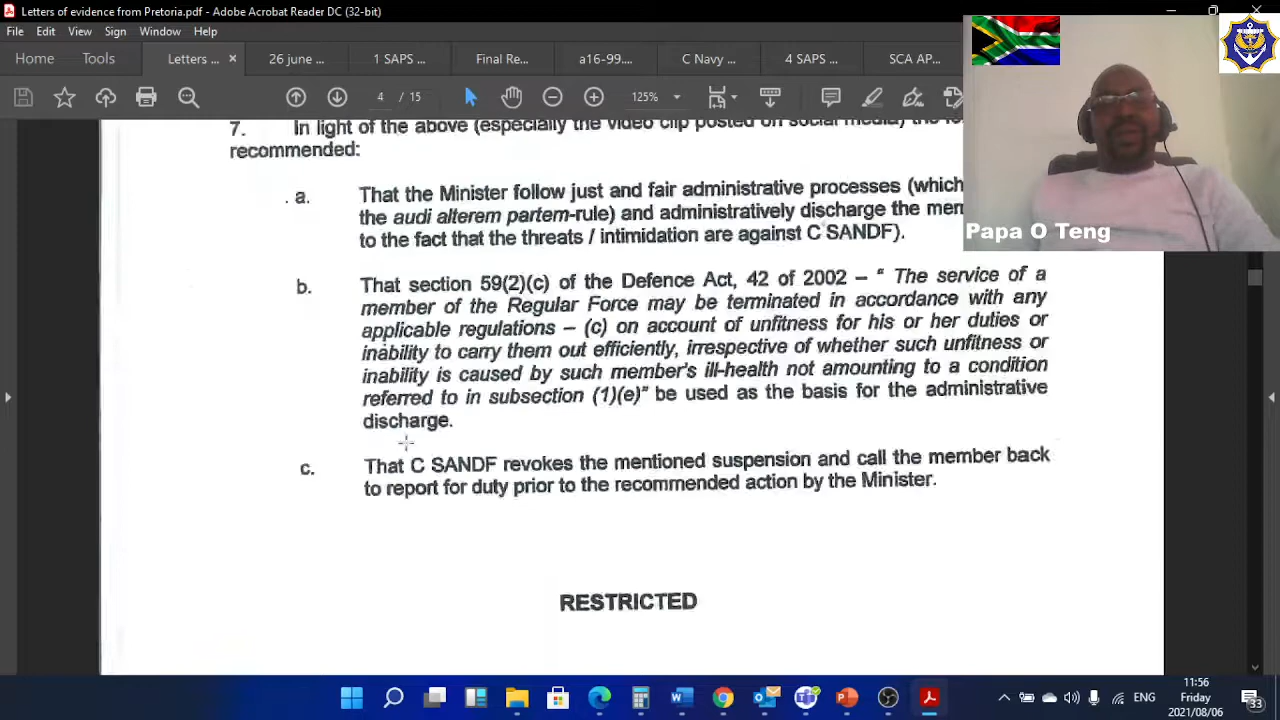 Letters of evidence from Pretoria.pdf - Adobe Acrobat Reader DC (32-bit)
File Edit View Sign Window Help
Home Tools Letters ... × 26 june ... 1 SAPS ... Final Re... a16-99... C Navy ... 4 SAPS ... SCA AP...
4 / 15 125%
7. In light of the above (especially the video clip posted on social media) the
recommended:
a. That the Minister follow just and fair administrative processes (which
the audi alterem partem-rule) and administratively discharge the
to the fact that the threats / intimidation are against C SANDF).
Papa O Teng
b. That section 59(2)(c) of the Defence Act, 42 of 2002 – “ The service of a
member of the Regular Force may be terminated in accordance with any
applicable regulations – (c) on account of unfitness for his or her duties or
inability to carry them out efficiently, irrespective of whether such unfitness or
inability is caused by such member's ill-health not amounting to a condition
referred to in subsection (1)(e)” be used as the basis for the administrative
discharge.
c. That C SANDF revokes the mentioned suspension and call the member back
to report for duty prior to the recommended action by the Minister.
RESTRICTED
ENG
11:56
Friday
2021/08/06
33